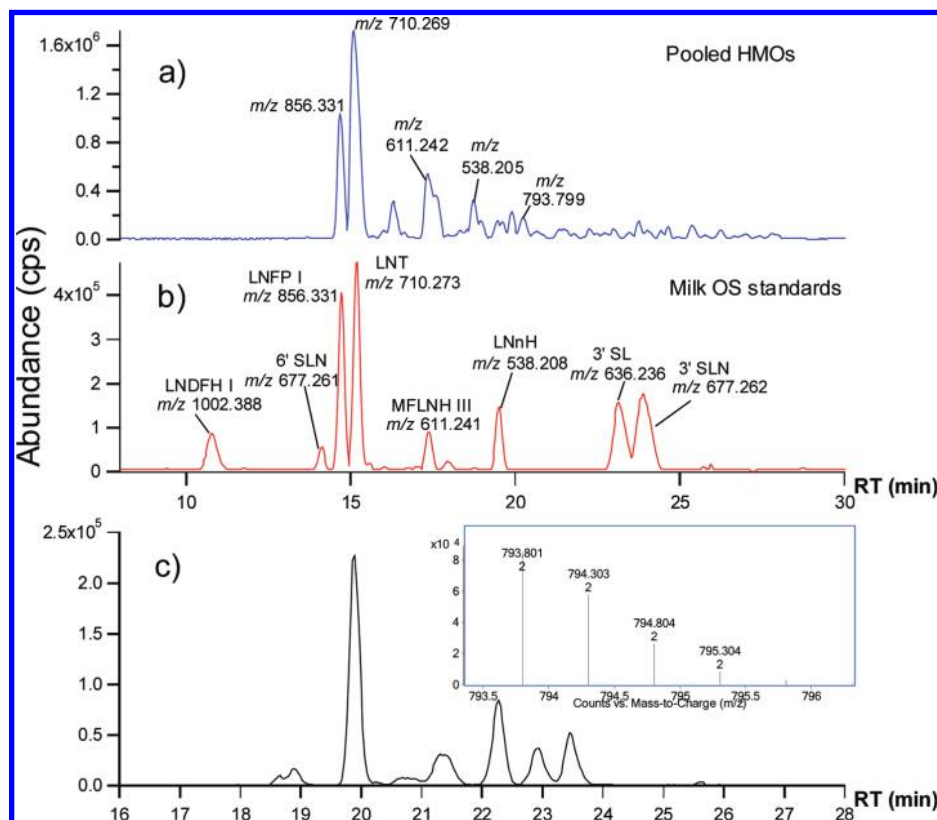 a)
Pooled HMOs
1.6x10⁶
1.2
0.8
0.4
0.0
m/z 710.269
m/z 856.331
m/z
611.242
m/z
538.205
m/z
793.799
Abundance (cps)
b)
Milk OS standards
4x10⁵
3
2
1
0
LNDFH I
m/z 1002.388
6' SLN
m/z 677.261
LNFP I
m/z 856.331
LNT
m/z 710.273
MFLNH III
m/z 611.241
LNnH
m/z 538.208
3' SL
m/z 636.236
3' SLN
m/z 677.262
10 15 20 25 30
RT (min)
c)
2.5x10⁵
2.0
1.5
1.0
0.5
0.0
x10 4
8
6
4
2
0
793.801
2
794.303
2
794.804
2
795.304
2
793.5 794 794.5 795 795.5 796
Counts vs. Mass-to-Charge (m/z)
16 17 18 19 20 21 22 23 24 25 26 27 28
RT (min)